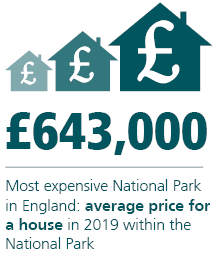 £ £ £
£643,000
Most expensive National Park
in England: average price for
a house in 2019 within the
National Park